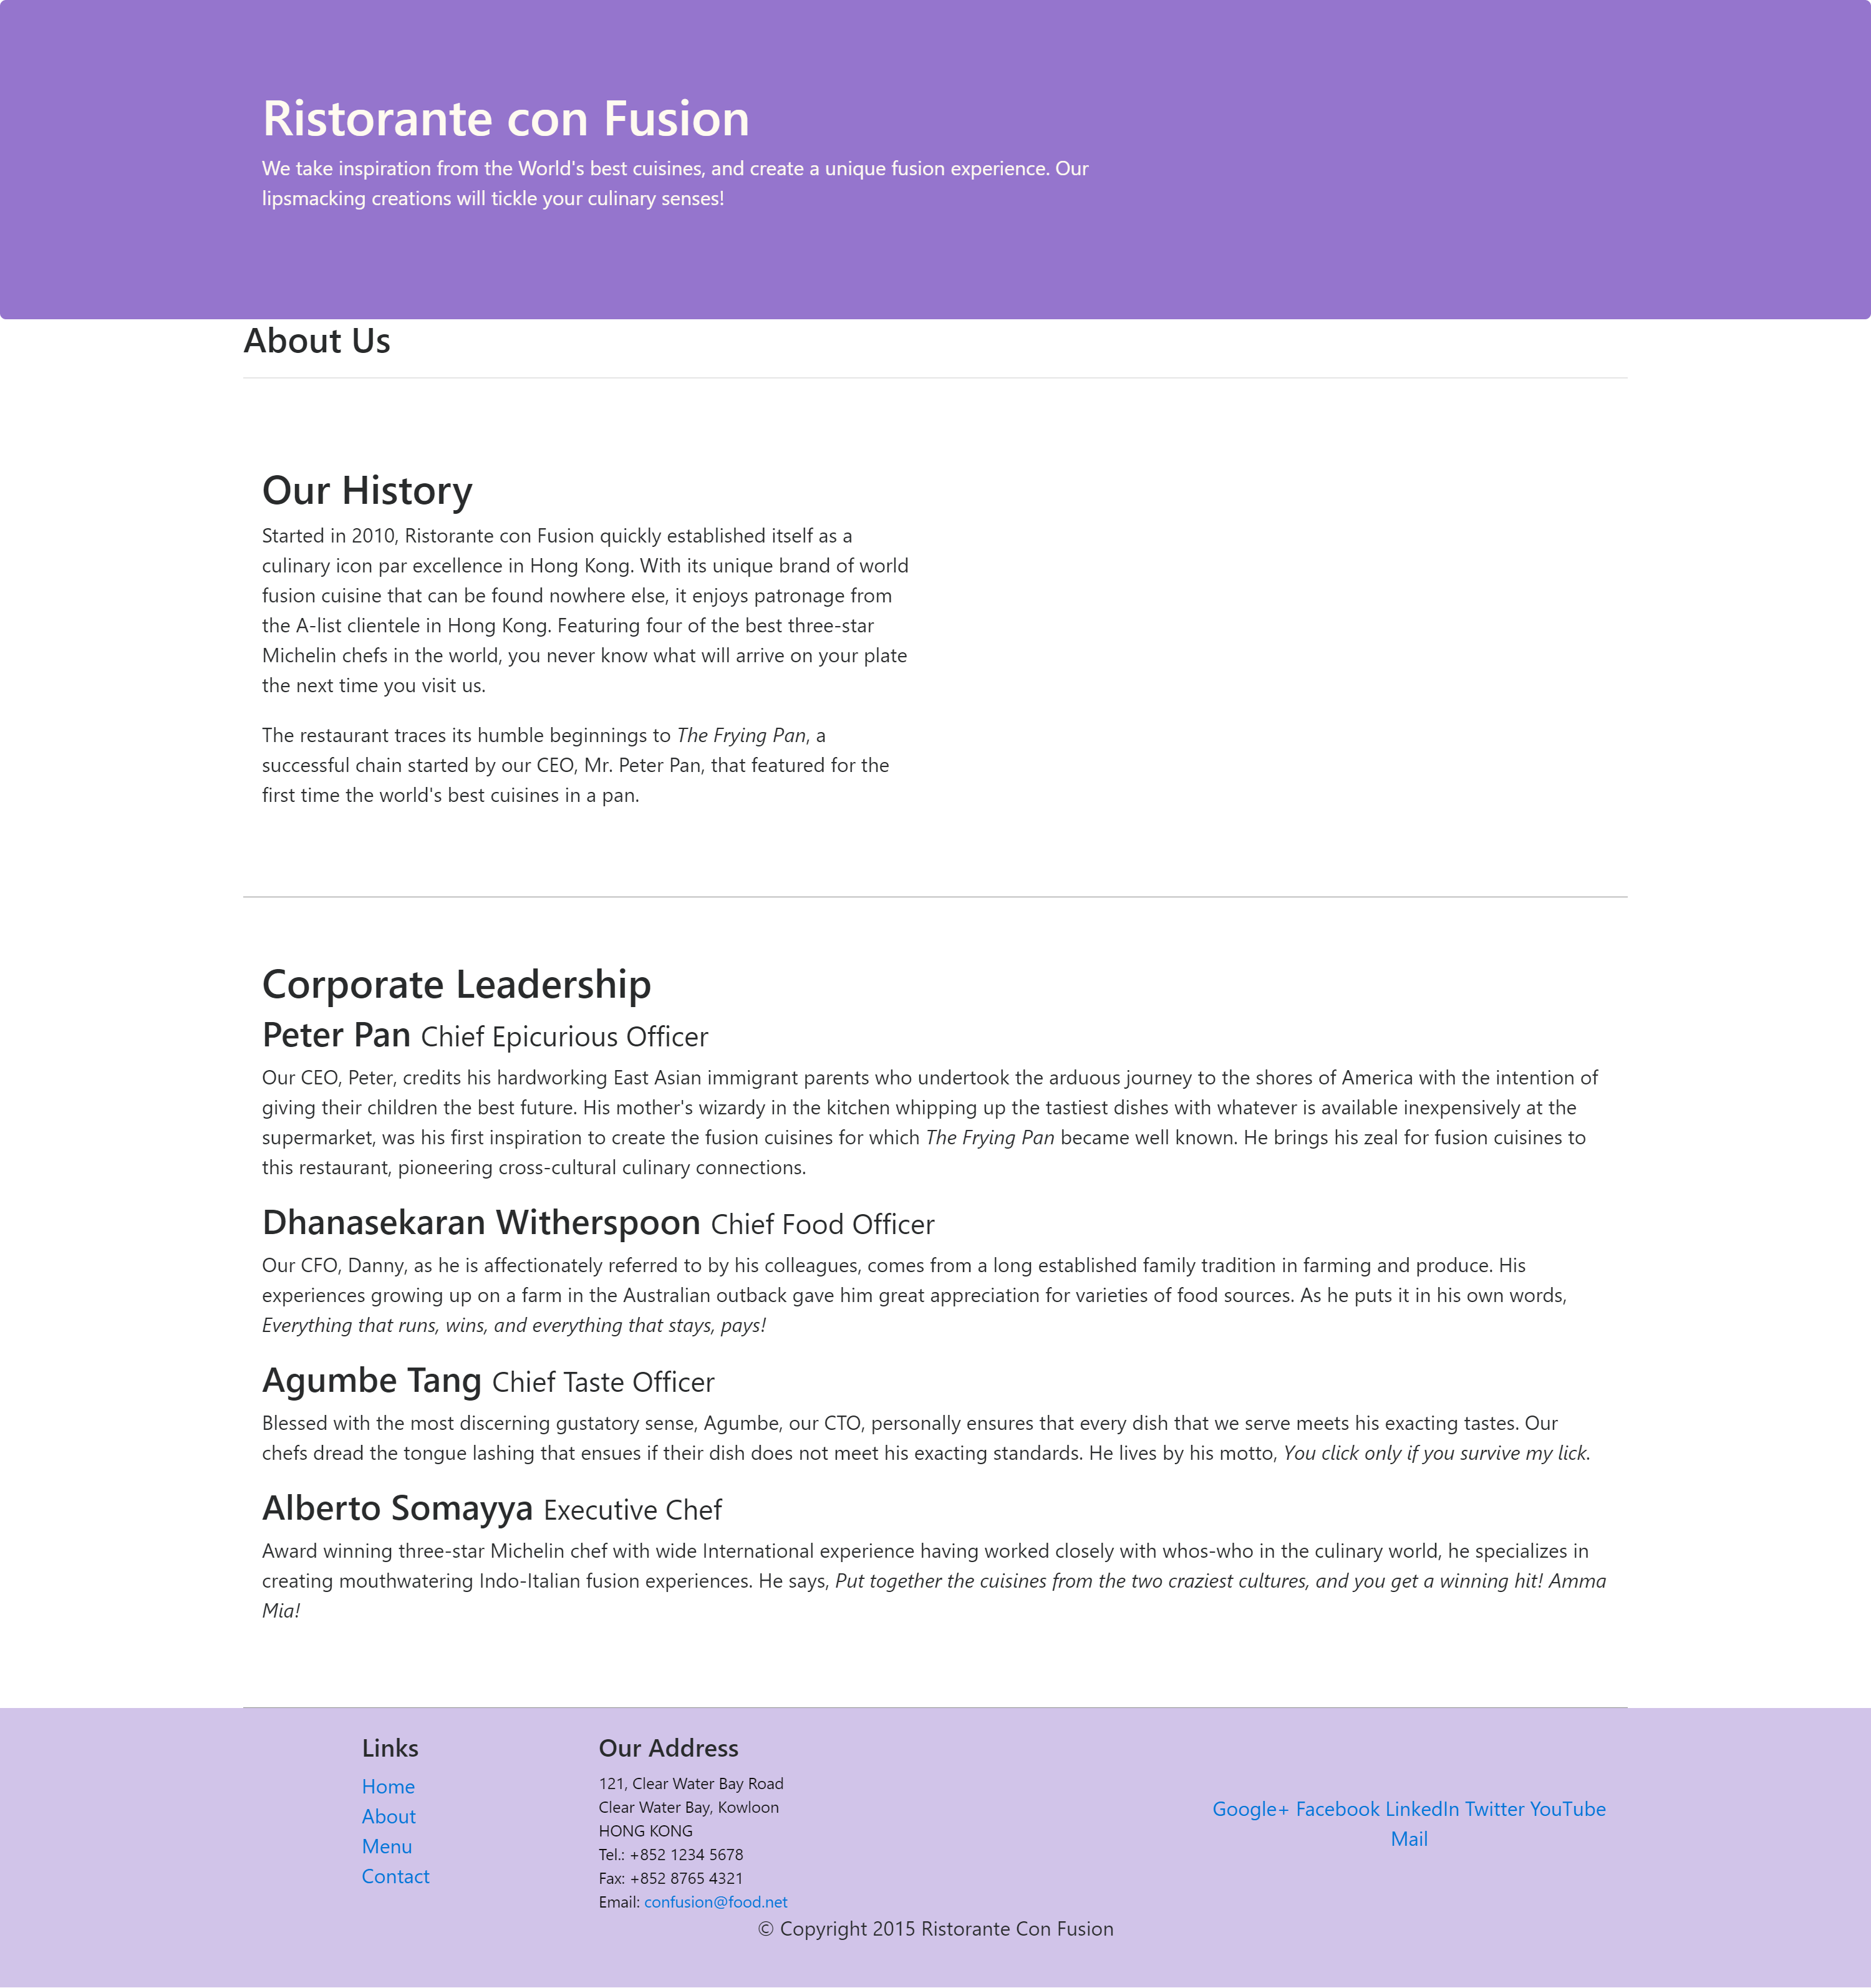 Ristorante con Fusion
We take inspiration from the World's best cuisines, and create a unique fusion experience. Our
lipsmacking creations will tickle your culinary senses!
About Us
Our History
Started in 2010, Ristorante con Fusion quickly established itself as a
culinary icon par excellence in Hong Kong. With its unique brand of world
fusion cuisine that can be found nowhere else, it enjoys patronage from
the A-list clientele in Hong Kong. Featuring four of the best three-star
Michelin chefs in the world, you never know what will arrive on your plate
the next time you visit us.
The restaurant traces its humble beginnings to The Frying Pan, a
successful chain started by our CEO, Mr. Peter Pan, that featured for the
first time the world's best cuisines in a pan.
Corporate Leadership
Peter Pan Chief Epicurious Officer
Our CEO, Peter, credits his hardworking East Asian immigrant parents who undertook the arduous journey to the shores of America with the intention of
giving their children the best future. His mother's wizardy in the kitchen whipping up the tastiest dishes with whatever is available inexpensively at the
supermarket, was his first inspiration to create the fusion cuisines for which The Frying Pan became well known. He brings his zeal for fusion cuisines to
this restaurant, pioneering cross-cultural culinary connections.
Dhanasekaran Witherspoon Chief Food Officer
Our CFO, Danny, as he is affectionately referred to by his colleagues, comes from a long established family tradition in farming and produce. His
experiences growing up on a farm in the Australian outback gave him great appreciation for varieties of food sources. As he puts it in his own words,
Everything that runs, wins, and everything that stays, pays!
Agumbe Tang Chief Taste Officer
Blessed with the most discerning gustatory sense, Agumbe, our CTO, personally ensures that every dish that we serve meets his exacting tastes. Our
chefs dread the tongue lashing that ensues if their dish does not meet his exacting standards. He lives by his motto, You click only if you survive my lick.
Alberto Somayya Executive Chef
Award winning three-star Michelin chef with wide International experience having worked closely with whos-who in the culinary world, he specializes in
creating mouthwatering Indo-Italian fusion experiences. He says, Put together the cuisines from the two craziest cultures, and you get a winning hit! Amma
Mia!
Links
Home
About
Menu
Contact
Our Address
121, Clear Water Bay Road
Clear Water Bay, Kowloon
HONG KONG
Tel.: +852 1234 5678
Fax: +852 8765 4321
Email: confusion@food.net
Google+ Facebook LinkedIn Twitter YouTube
Mail
© Copyright 2015 Ristorante Con Fusion